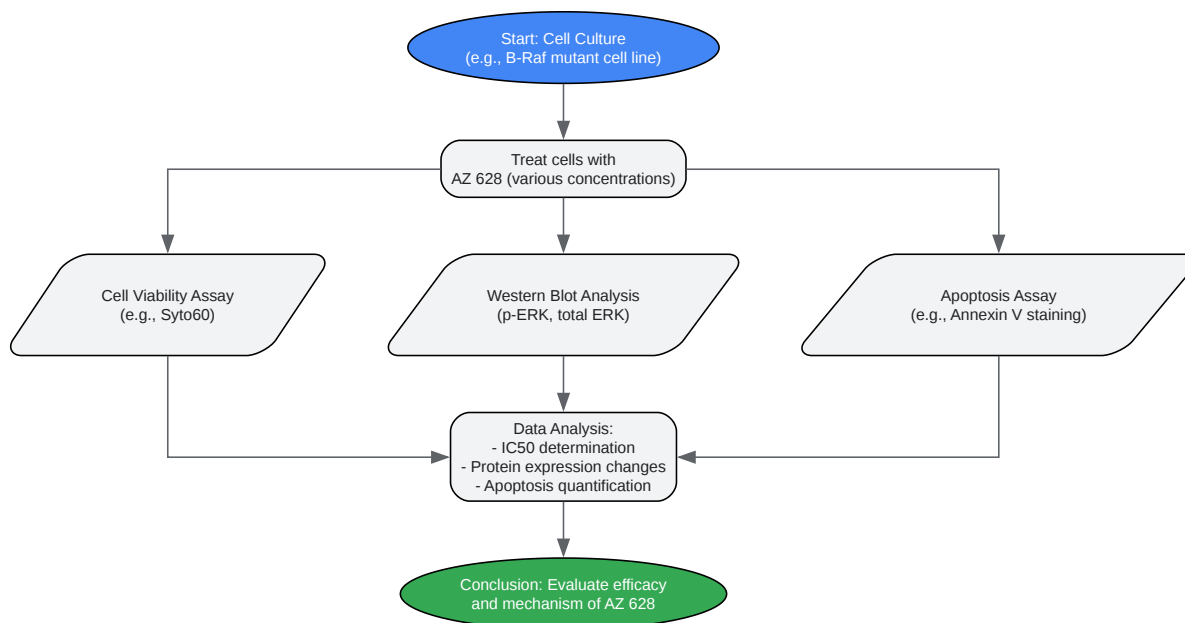 Start: Cell Culture
(e.g., B-Raf mutant cell line)
Treat cells with
AZ 628 (various concentrations)
Cell Viability Assay
(e.g., Syto60)
Western Blot Analysis
(p-ERK, total ERK)
Apoptosis Assay
(e.g., Annexin V staining)
Data Analysis:
- IC50 determination
- Protein expression changes
- Apoptosis quantification
Conclusion: Evaluate efficacy
and mechanism of AZ 628